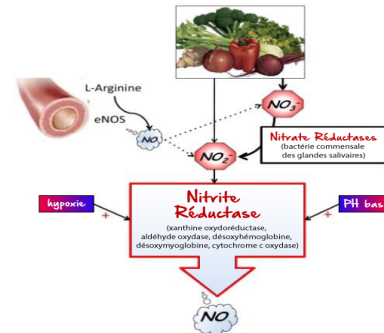 L-Arginine
eNOS
NO
NO₃⁻
NO₂⁻
Nitrate Réductases
(bactérie commensale
des glandes salivaires)
Nitrite
Réductase
(xanthine oxydoréductase,
aldéhyde oxydase, désoxyhémoglobine,
désoxymyoglobine, cytochrome c oxydase)
hypoxie
+
PH bas
+
NO